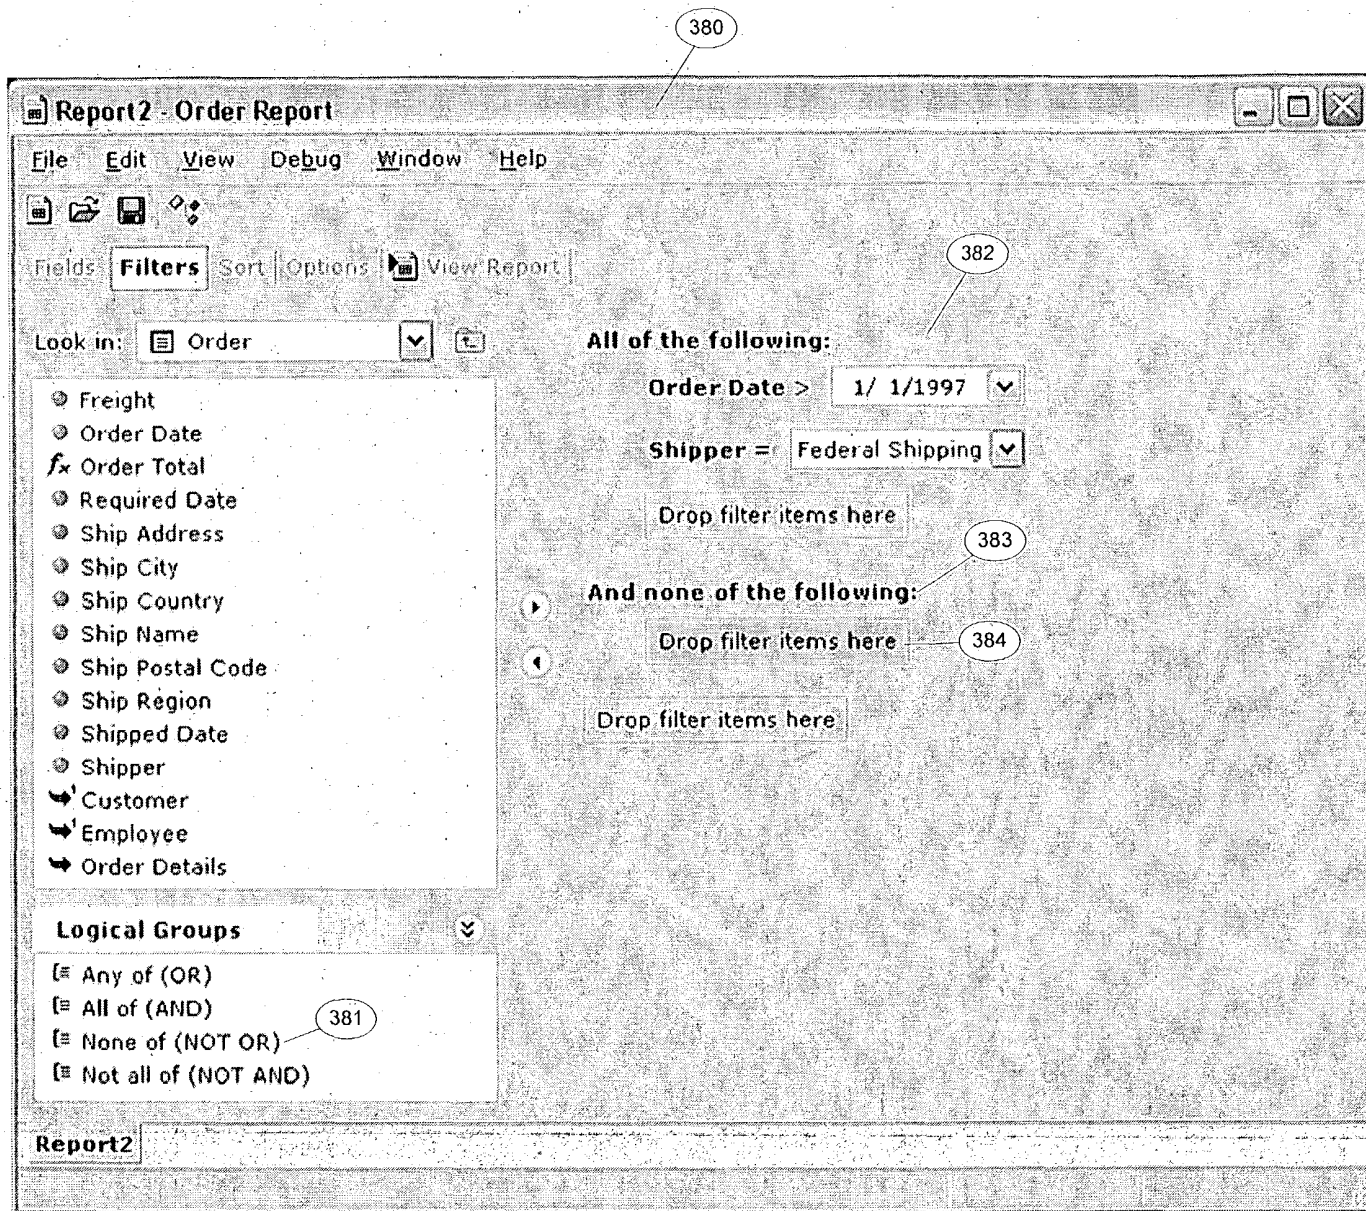 380
Report2 - Order Report
File Edit View Debug Window Help
Fields Filters Sort Options View Report
382
Look in: Order
All of the following:
Order Date > 1/ 1/1997
Shipper = Federal Shipping
Drop filter items here
383
And none of the following:
Drop filter items here
384
Drop filter items here
Freight
Order Date
fx Order Total
Required Date
Ship Address
Ship City
Ship Country
Ship Name
Ship Postal Code
Ship Region
Shipped Date
Shipper
Customer
Employee
Order Details
Logical Groups
Any of (OR)
All of (AND)
None of (NOT OR)
381
Not all of (NOT AND)
Report2